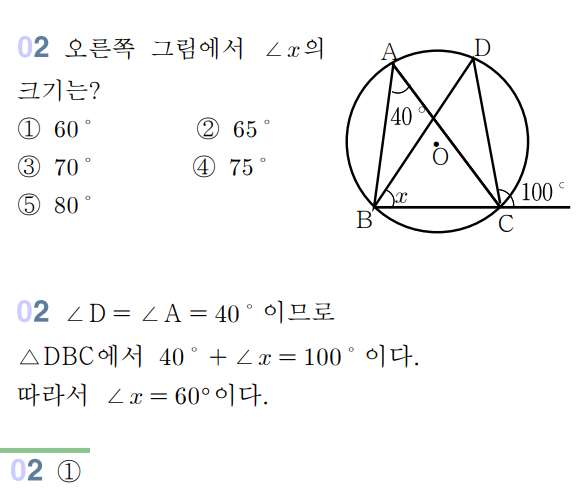 02 오른쪽 그림에서 ∠x의
크기는?
① 60° ② 65°
③ 70° ④ 75°
⑤ 80°
A D
40°
O
x 100°
B C
02 ∠D=∠A=40°이므로
△DBC에서 40°+∠x=100°이다.
따라서 ∠x=60°이다.
02 ①